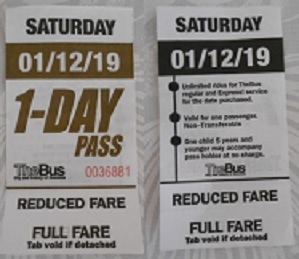 SATURDAY
01/12/19
1-DAY
PASS
TheBus
0036881
REDUCED FARE
FULL FARE
Tab void if detached
SATURDAY
01/12/19
Unlimited rides for TheBus
regular and Express! service
for the date purchased.
Valid for one passenger.
Non-Transferable
One child 5 years and
younger may accompany
pass holder at no charge.
TheBus
REDUCED FARE
FULL FARE
Tab void if detached